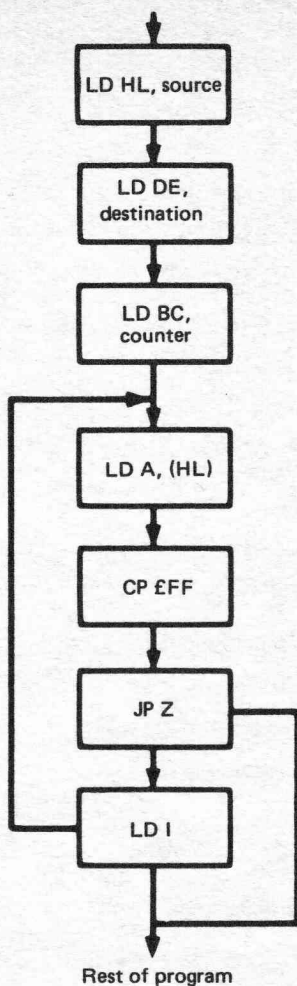 LD HL, source
LD DE,
destination
LD BC,
counter
LD A, (HL)
CP £FF
JP Z
LD I
Rest of program